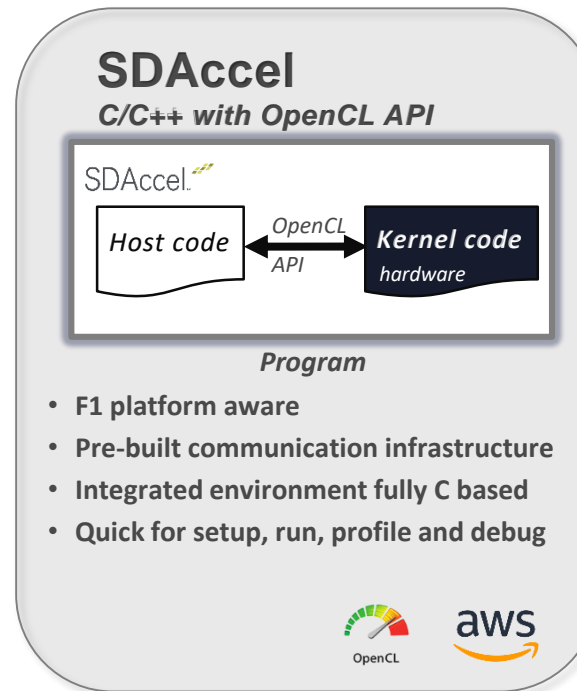 SDAccel
C/C++ with OpenCL API
SDAccel™
Host code
OpenCL
API
Kernel code
hardware
Program
• F1 platform aware
• Pre-built communication infrastructure
• Integrated environment fully C based
• Quick for setup, run, profile and debug
OpenCL
aws